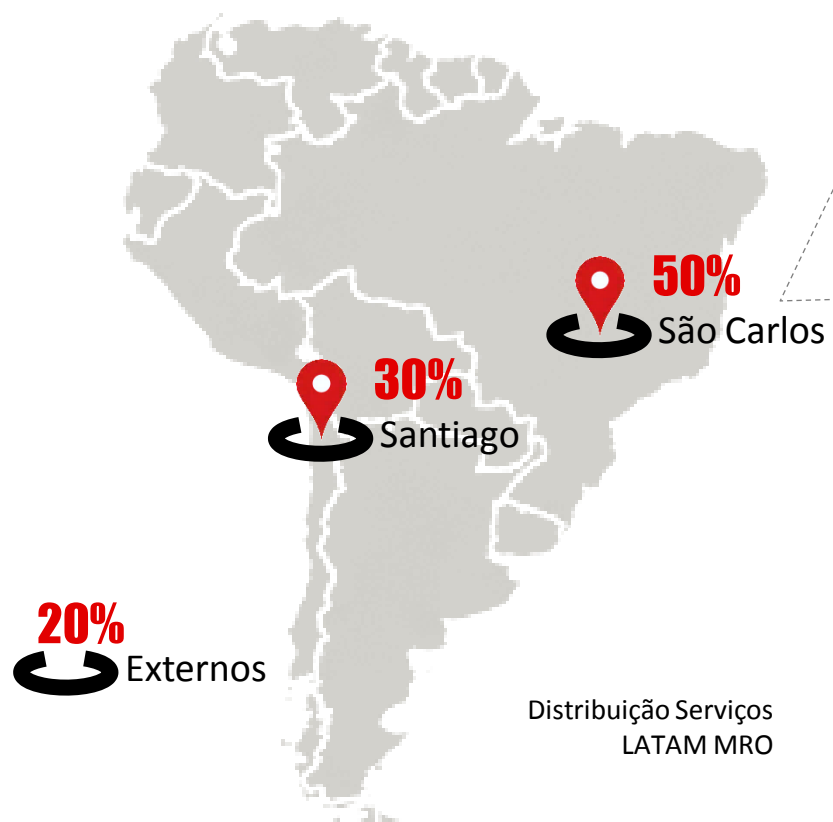 50%
São Carlos
30%
Santiago
20%
Externos
Distribuição Serviços
LATAM MRO